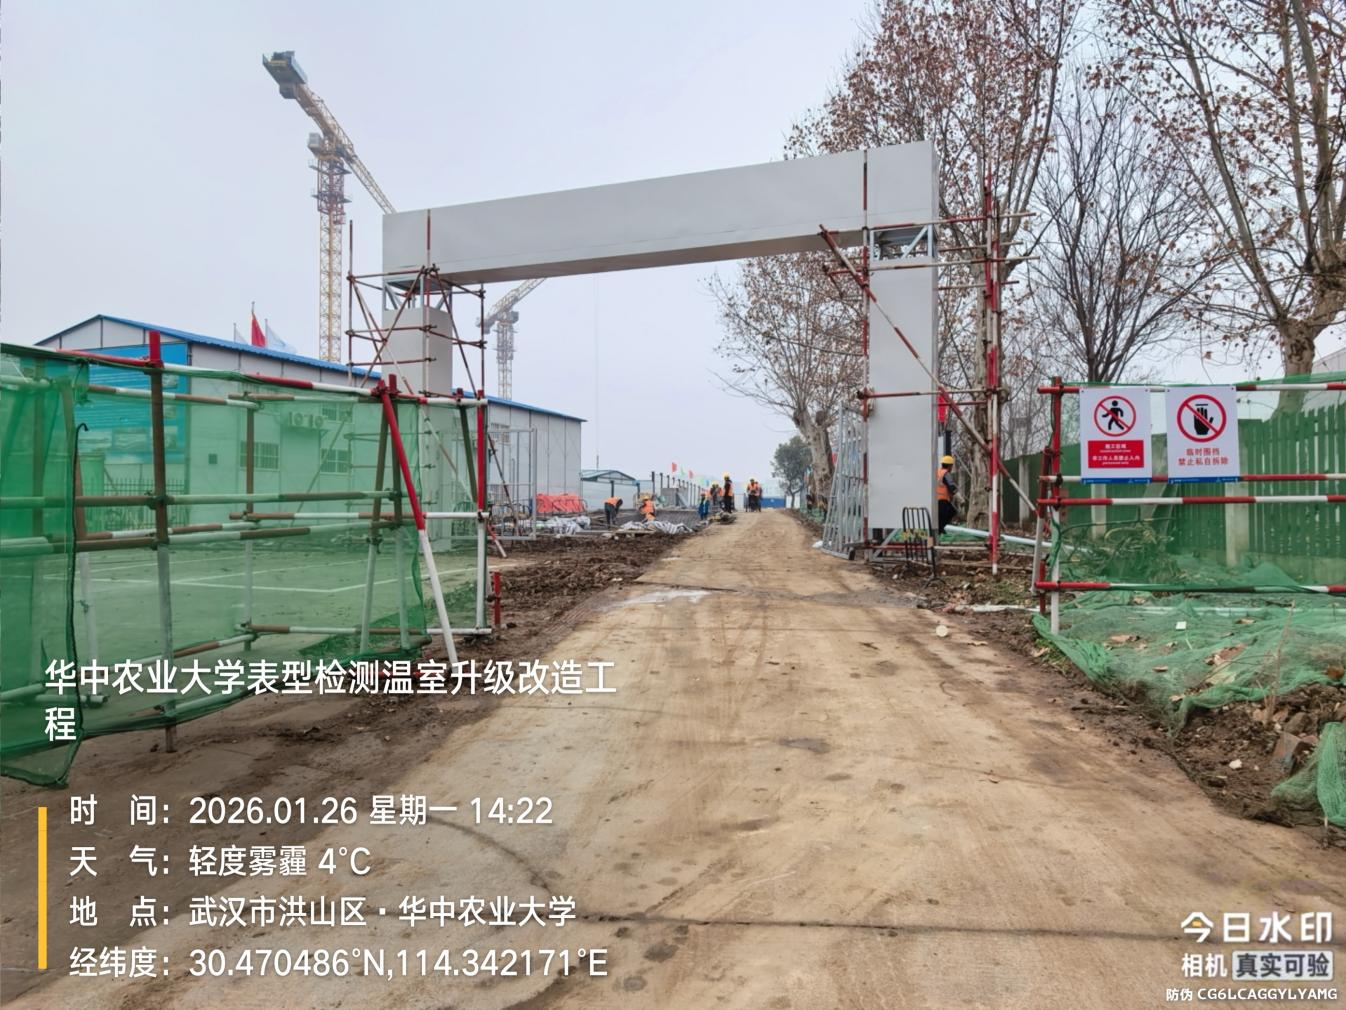 施工区域
非工作人员禁止入内
临时围挡
禁止私自拆除
华中农业大学表型检测温室升级改造工
程
时 间：2026.01.26 星期一 14:22
天 气：轻度雾霾 4℃
地 点：武汉市洪山区·华中农业大学
经纬度：30.470486°N,114.342171°E
今日水印
相机 真实可验
防伪 CG6LCAGGYLYAMG